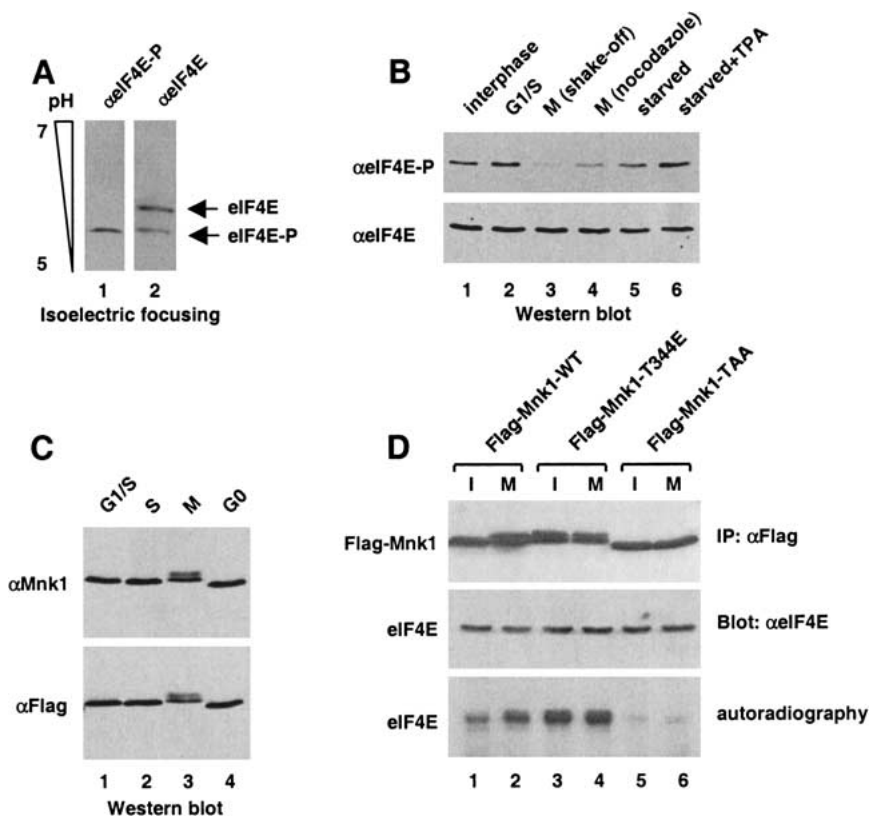 A
αeIF4E-P
αeIF4E
pH
7
5
eIF4E
eIF4E-P
1 2
Isoelectric focusing
B
interphase
G1/S
M (shake-off)
M (nocodazole)
starved
starved+TPA
αeIF4E-P
αeIF4E
1 2 3 4 5 6
Western blot
C
G1/S S M G0
αMnk1
αFlag
1 2 3 4
Western blot
D
Flag-Mnk1-WT
Flag-Mnk1-T344E
Flag-Mnk1-TAA
I M I M I M
Flag-Mnk1 IP: αFlag
eIF4E Blot: αeIF4E
eIF4E autoradiography
1 2 3 4 5 6